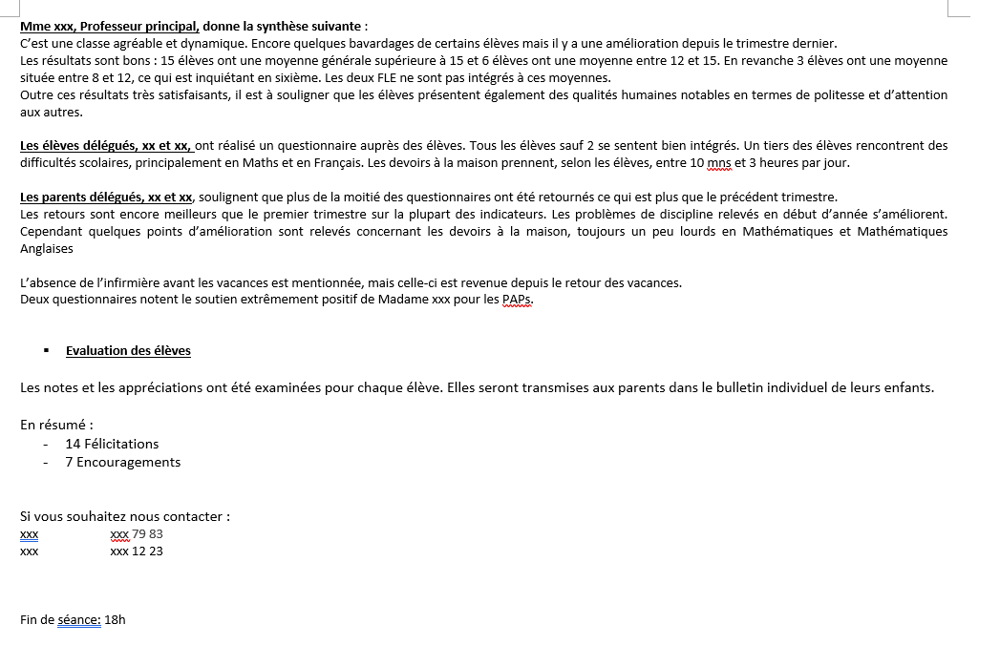 Mme xxx, Professeur principal, donne la synthèse suivante :
C’est une classe agréable et dynamique. Encore quelques bavardages de certains élèves mais il y a une amélioration depuis le trimestre dernier.
Les résultats sont bons : 15 élèves ont une moyenne générale supérieure à 15 et 6 élèves ont une moyenne entre 12 et 15. En revanche 3 élèves ont une moyenne
située entre 8 et 12, ce qui est inquiétant en sixième. Les deux FLE ne sont pas intégrés à ces moyennes.
Outre ces résultats très satisfaisants, il est à souligner que les élèves présentent également des qualités humaines notables en termes de politesse et d’attention
aux autres.
Les élèves délégués, xx et xx, ont réalisé un questionnaire auprès des élèves. Tous les élèves sauf 2 se sentent bien intégrés. Un tiers des élèves rencontrent des
difficultés scolaires, principalement en Maths et en Français. Les devoirs à la maison prennent, selon les élèves, entre 10 mns et 3 heures par jour.
Les parents délégués, xx et xx, soulignent que plus de la moitié des questionnaires ont été retournés ce qui est plus que le précédent trimestre.
Les retours sont encore meilleurs que le premier trimestre sur la plupart des indicateurs. Les problèmes de discipline relevés en début d’année s’améliorent.
Cependant quelques points d’amélioration sont relevés concernant les devoirs à la maison, toujours un peu lourds en Mathématiques et Mathématiques
Anglaises
L’absence de l’infirmière avant les vacances est mentionnée, mais celle-ci est revenue depuis le retour des vacances.
Deux questionnaires notent le soutien extrêmement positif de Madame xxx pour les PAPs.
▪ Evaluation des élèves
Les notes et les appréciations ont été examinées pour chaque élève. Elles seront transmises aux parents dans le bulletin individuel de leurs enfants.
En résumé :
- 14 Félicitations
- 7 Encouragements
Si vous souhaitez nous contacter :
xxx xxx 79 83
xxx xxx 12 23
Fin de séance: 18h